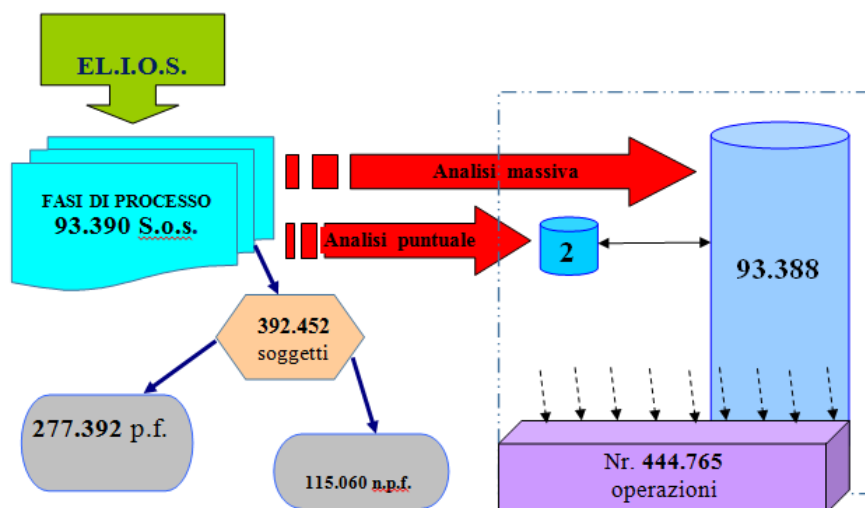 EL.I.O.S.
FASI DI PROCESSO
93.390 S.o.s.
Analisi massiva
Analisi puntuale
2
93.388
392.452
soggetti
277.392 p.f.
115.060 n.p.f.
Nr. 444.765
operazioni